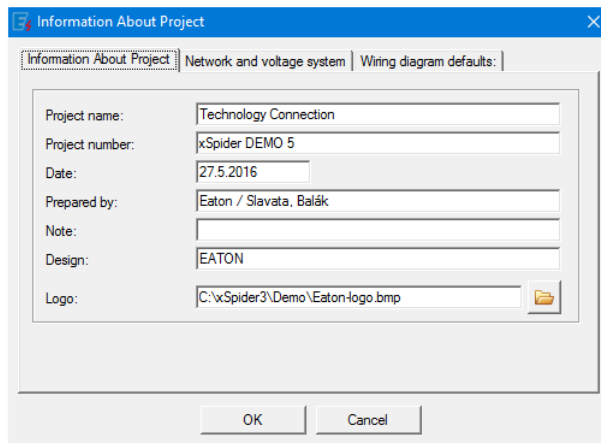 Information About Project
Information About Project Network and voltage system Wiring diagram defaults:
Project name: Technology Connection
Project number: xSpider DEMO 5
Date: 27.5.2016
Prepared by: Eaton / Slavata, Balák
Note:
Design: EATON
Logo: C:\xSpider3\Demo\Eaton-logo.bmp
OK Cancel